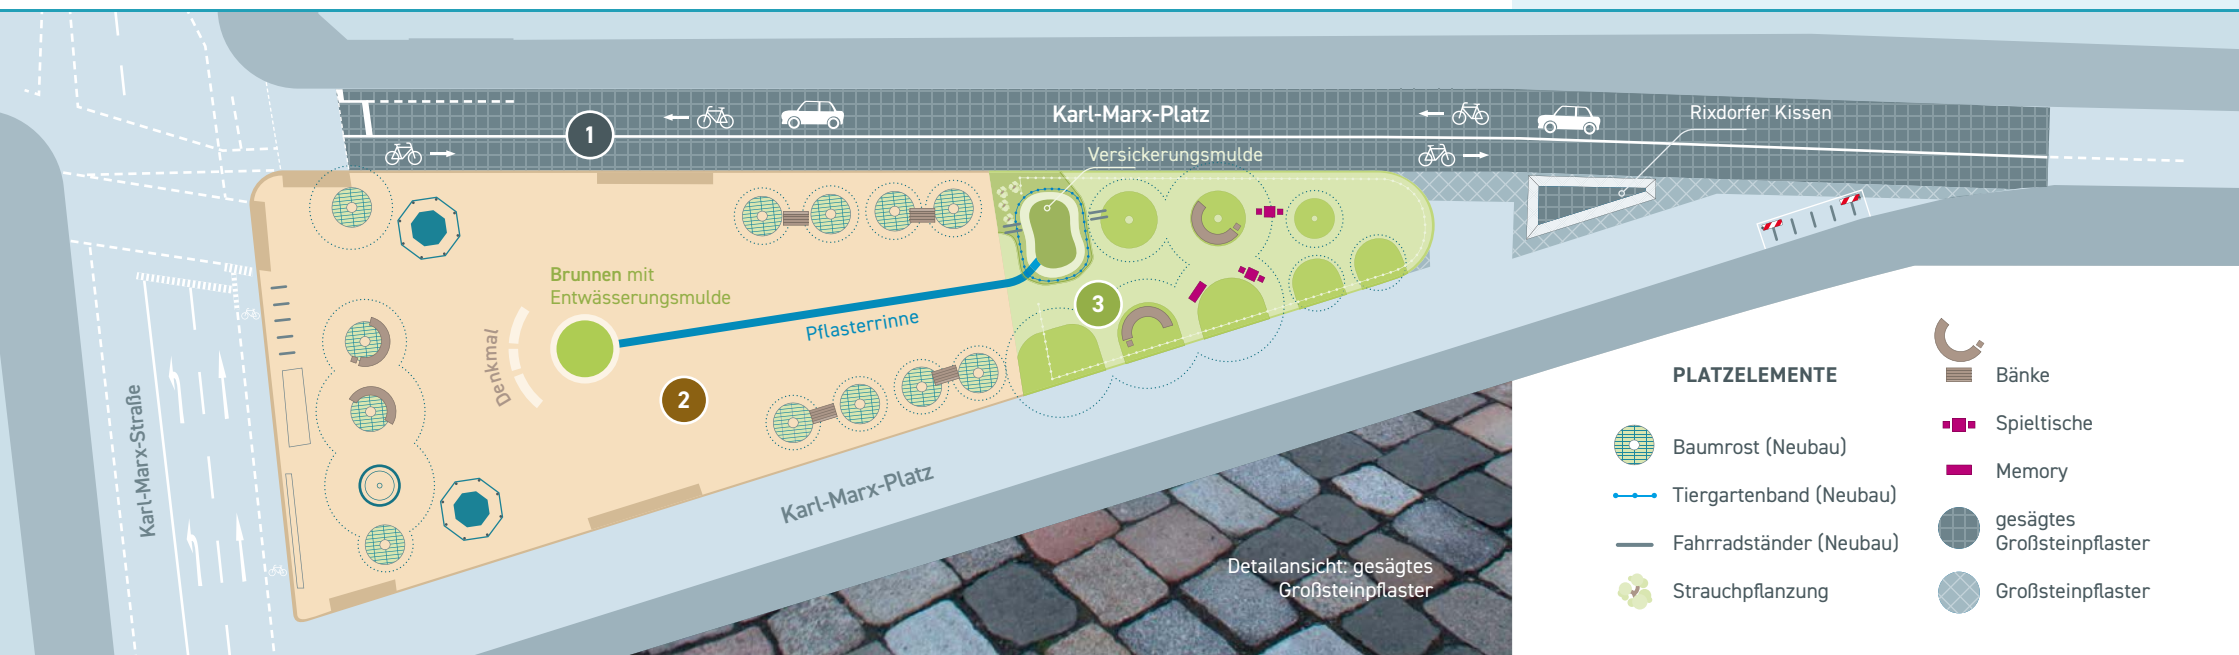 Karl-Marx-Platz
Rixdorfer Kissen
1
Versickerungsmulde
Brunnen mit
Entwässerungsmulde
Pflasterrinne
Denkmal
2
3
Karl-Marx-Straße
Karl-Marx-Platz
Detailansicht: gesägtes
Großsteinpflaster
PLATZELEMENTE
Baumrost (Neubau)
Tiergartenband (Neubau)
Fahrradständer (Neubau)
Strauchpflanzung
Bänke
Spieltische
Memory
gesägtes
Großsteinpflaster
Großsteinpflaster